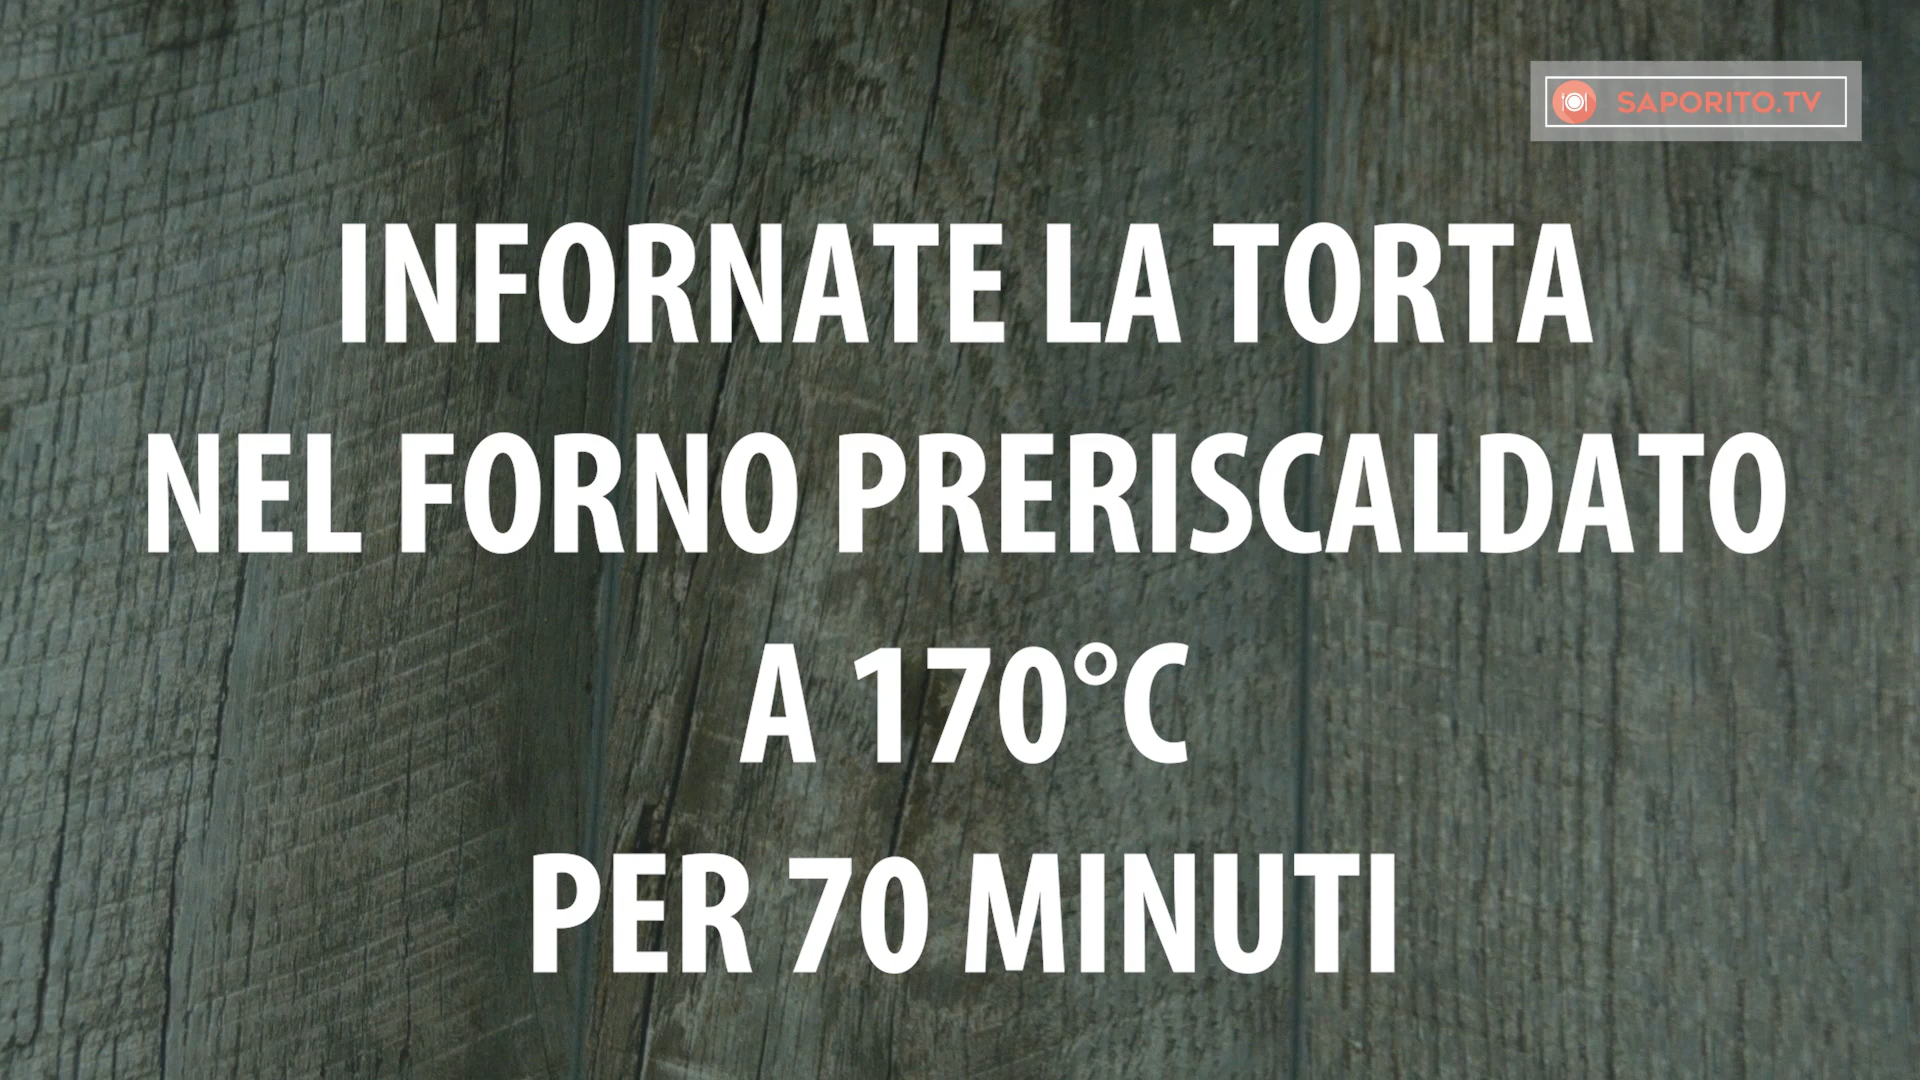 SAPORITO.TV
INFORNATE LA TORTA
NEL FORNO PRERISCALDATO
A 170°C
PER 70 MINUTI